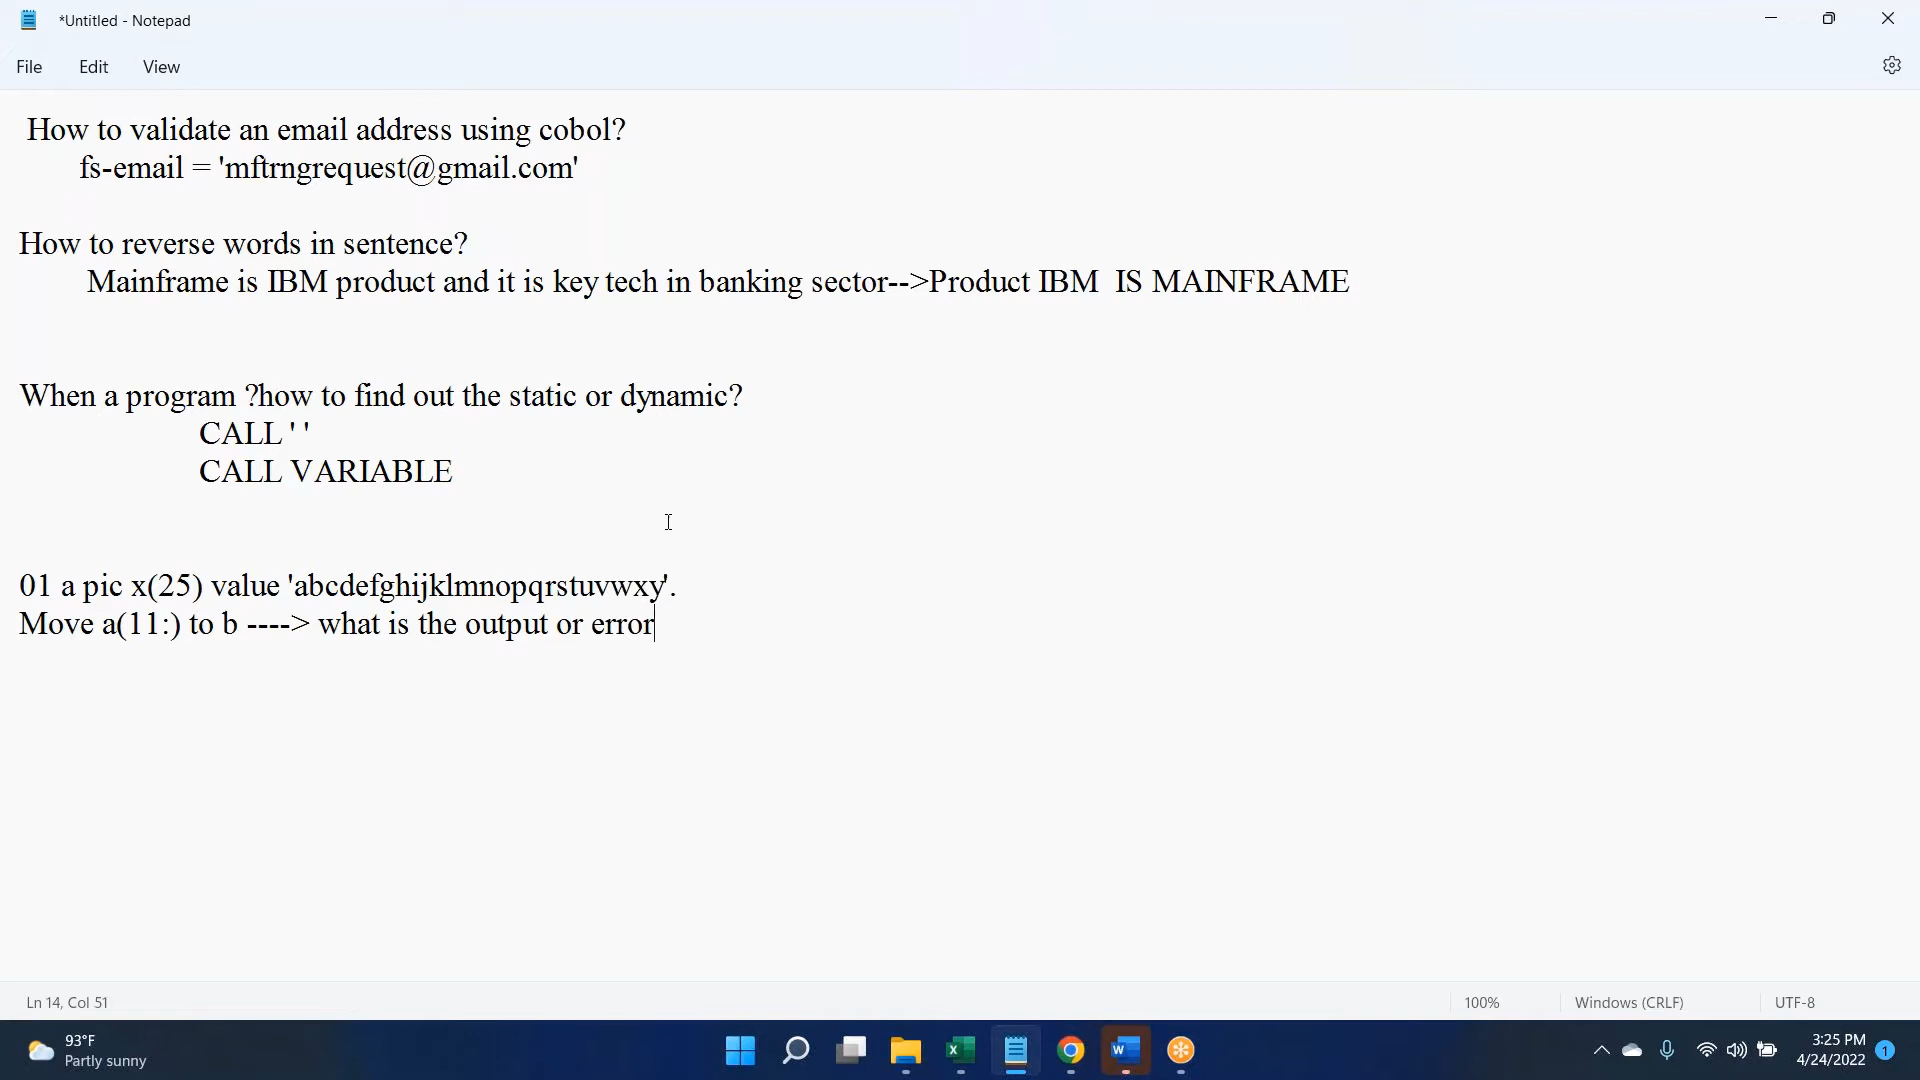 *Untitled - Notepad
File Edit View
How to validate an email address using cobol?
fs-email = 'mftrngrequest@gmail.com'
How to reverse words in sentence?
Mainframe is IBM product and it is key tech in banking sector-->Product IBM  IS MAINFRAME
When a program ?how to find out the static or dynamic?
CALL ' '
CALL VARIABLE
01 a pic x(25) value 'abcdefghijklmnopqrstuvwxy'.
Move a(11:) to b ----> what is the output or error
Ln 14, Col 51 100% Windows (CRLF) UTF-8
93°F
Partly sunny
3:25 PM
4/24/2022 1